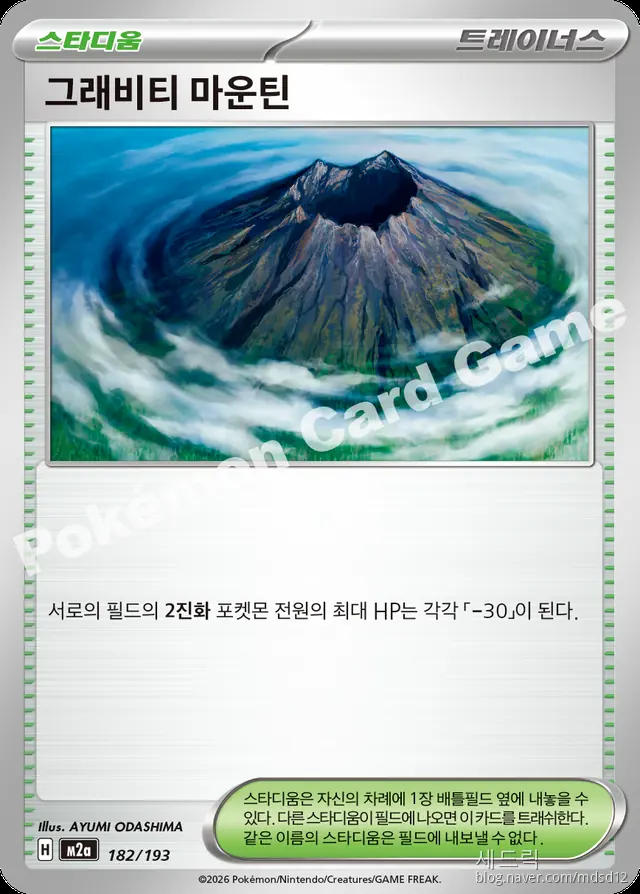 스타디움
트레이너스
그래비티 마운틴
Pokémon Card Game
서로의 필드의 2진화 포켓몬 전원의 최대 HP는 각각 「-30」이 된다.
Illus. AYUMI ODASHIMA
스타디움은 자신의 차례에 1장 배틀필드 옆에 내놓을 수
있다. 다른 스타디움이 필드에 나오면 이 카드를 트래쉬한다.
같은 이름의 스타디움은 필드에 내보낼 수 없다.
H m2a 182/193
©2026 Pokémon/Nintendo/Creatures/GAME FREAK.
세드릭
blog.naver.com/mdsd12